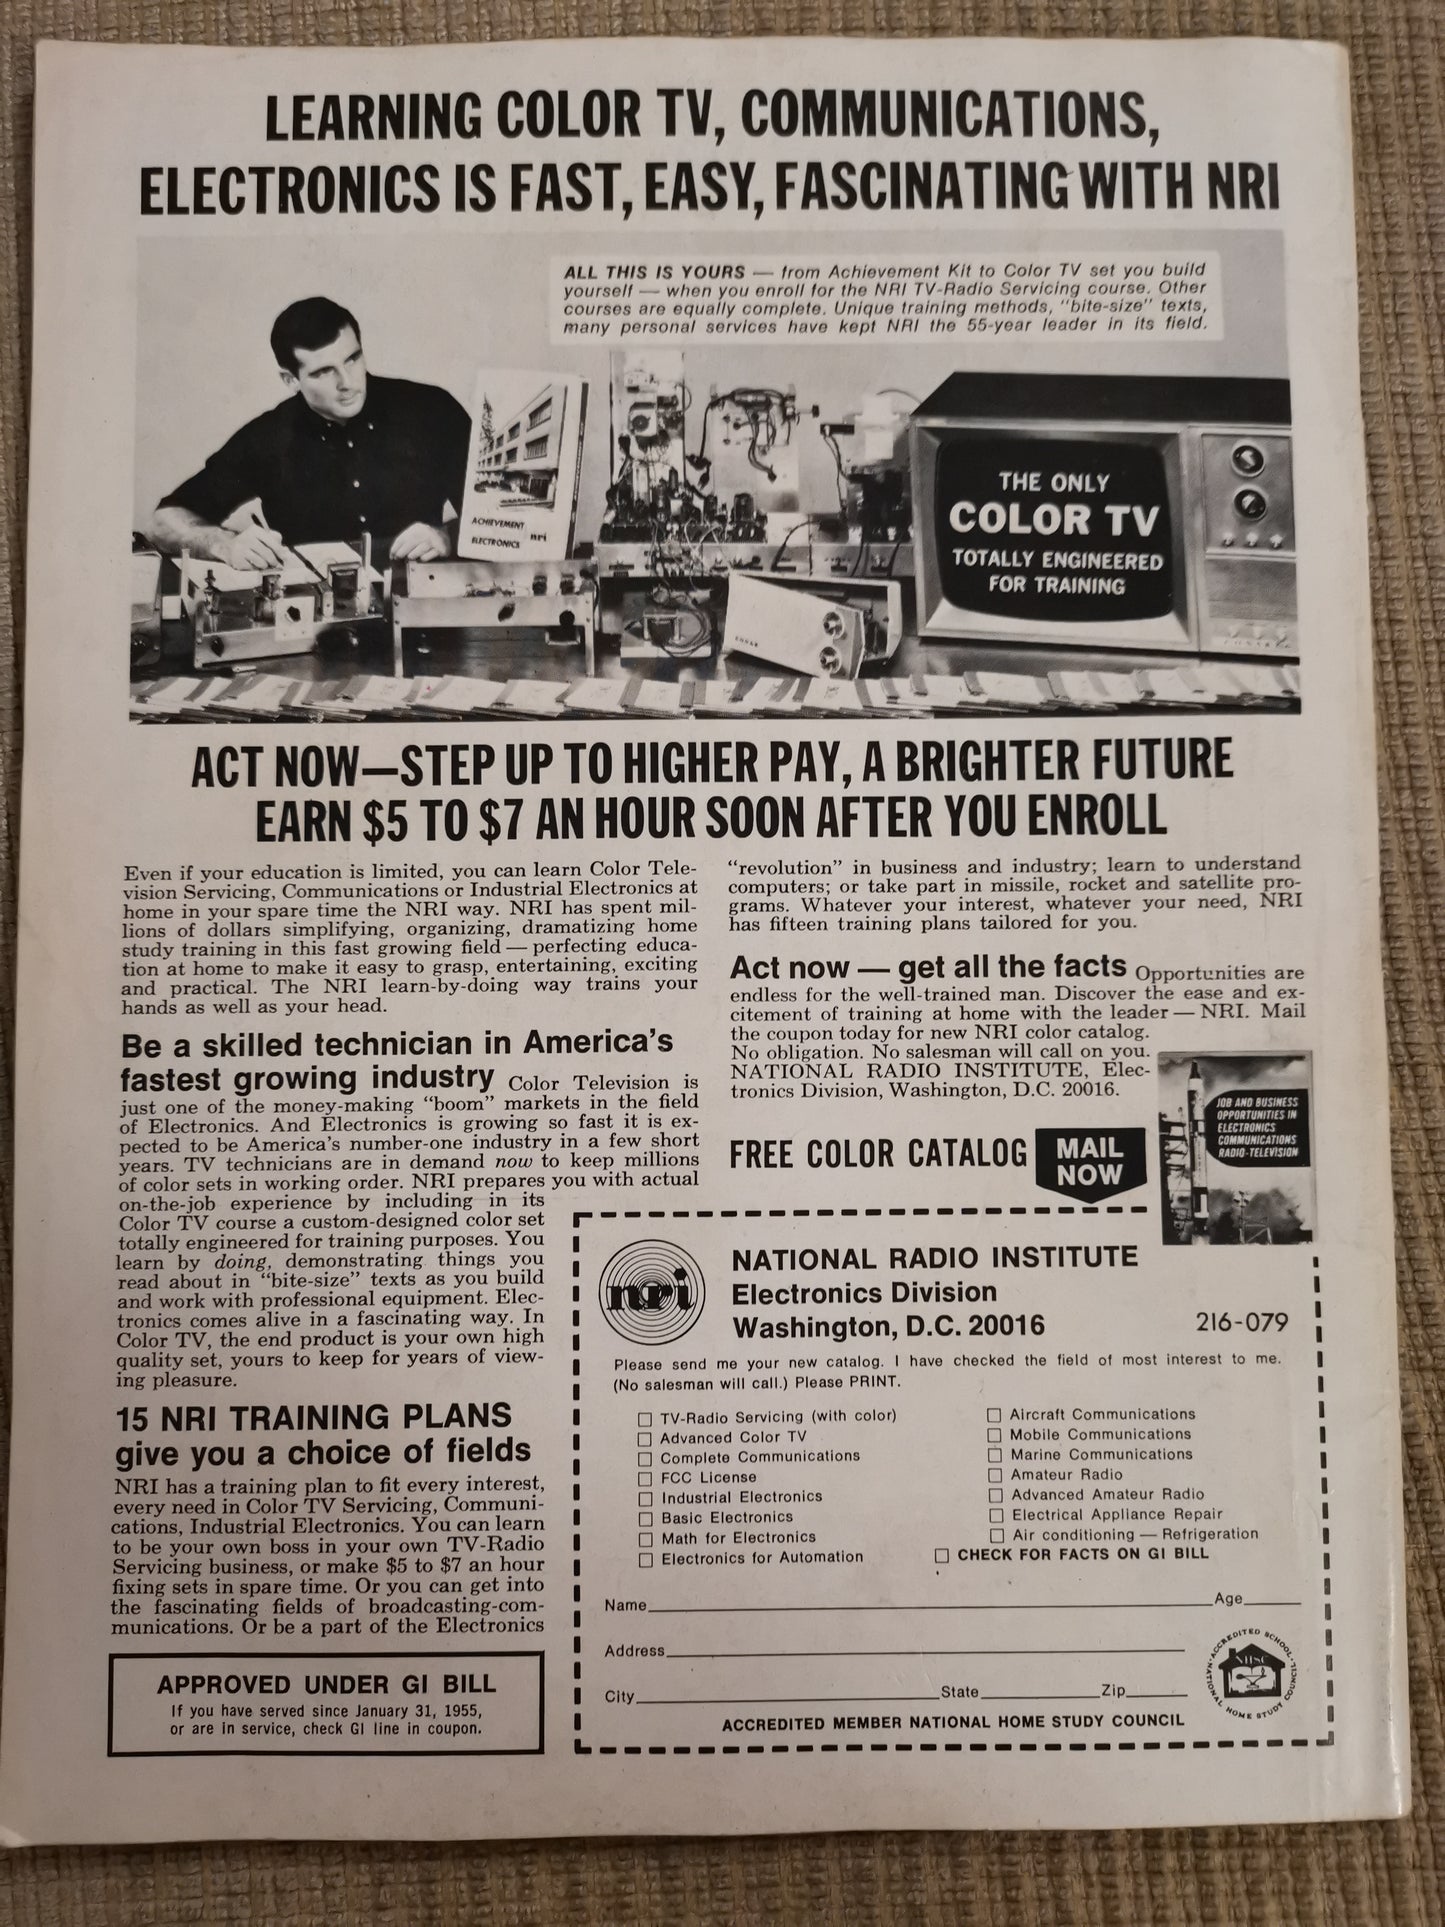 LEARNING COLOR TV, COMMUNICATIONS,
ELECTRONICS IS FAST, EASY, FASCINATING WITH NRI
ALL THIS IS YOURS — from Achievement Kit to Color TV set you build
yourself — when you enroll for the NRI TV-Radio Servicing course. Other
courses are equally complete. Unique training methods, "bite-size" texts,
many personal services have kept NRI the 55-year leader in its field.
ACHIEVEMENT
ELECTRONICS nri
CONAR
THE ONLY
COLOR TV
TOTALLY ENGINEERED
FOR TRAINING
ACT NOW—STEP UP TO HIGHER PAY, A BRIGHTER FUTURE
EARN $5 TO $7 AN HOUR SOON AFTER YOU ENROLL
Even if your education is limited, you can learn Color Tele-
vision Servicing, Communications or Industrial Electronics at
home in your spare time the NRI way. NRI has spent mil-
lions of dollars simplifying, organizing, dramatizing home
study training in this fast growing field — perfecting educa-
tion at home to make it easy to grasp, entertaining, exciting
and practical. The NRI learn-by-doing way trains your
hands as well as your head.
Be a skilled technician in America's
fastest growing industry Color Television is
just one of the money-making "boom" markets in the field
of Electronics. And Electronics is growing so fast it is ex-
pected to be America's number-one industry in a few short
years. TV technicians are in demand now to keep millions
of color sets in working order. NRI prepares you with actual
on-the-job experience by including in its
Color TV course a custom-designed color set
totally engineered for training purposes. You
learn by doing, demonstrating things you
read about in "bite-size" texts as you build
and work with professional equipment. Elec-
tronics comes alive in a fascinating way. In
Color TV, the end product is your own high
quality set, yours to keep for years of view-
ing pleasure.
15 NRI TRAINING PLANS
give you a choice of fields
NRI has a training plan to fit every interest,
every need in Color TV Servicing, Communi-
cations, Industrial Electronics. You can learn
to be your own boss in your own TV-Radio
Servicing business, or make $5 to $7 an hour
fixing sets in spare time. Or you can get into
the fascinating fields of broadcasting-com-
munications. Or be a part of the Electronics
"revolution" in business and industry; learn to understand
computers; or take part in missile, rocket and satellite pro-
grams. Whatever your interest, whatever your need, NRI
has fifteen training plans tailored for you.
Act now — get all the facts Opportunities are
endless for the well-trained man. Discover the ease and ex-
citement of training at home with the leader — NRI. Mail
the coupon today for new NRI color catalog.
No obligation. No salesman will call on you.
NATIONAL RADIO INSTITUTE, Elec-
tronics Division, Washington, D.C. 20016.
FREE COLOR CATALOG
MAIL
NOW
JOB AND BUSINESS
OPPORTUNITIES IN
ELECTRONICS
COMMUNICATIONS
RADIO-TELEVISION
APPROVED UNDER GI BILL
If you have served since January 31, 1955,
or are in service, check GI line in coupon.
nri
NATIONAL RADIO INSTITUTE
Electronics Division
Washington, D.C. 20016
216-079
Please send me your new catalog. I have checked the field of most interest to me.
(No salesman will call.) Please PRINT.
TV-Radio Servicing (with color)
Advanced Color TV
Complete Communications
FCC License
Industrial Electronics
Basic Electronics
Math for Electronics
Electronics for Automation
Aircraft Communications
Mobile Communications
Marine Communications
Amateur Radio
Advanced Amateur Radio
Electrical Appliance Repair
Air conditioning — Refrigeration
CHECK FOR FACTS ON GI BILL
Name Age
Address
City State Zip
ACCREDITED SCHOOL
NATIONAL HOME STUDY COUNCIL
NHSC
ACCREDITED MEMBER NATIONAL HOME STUDY COUNCIL